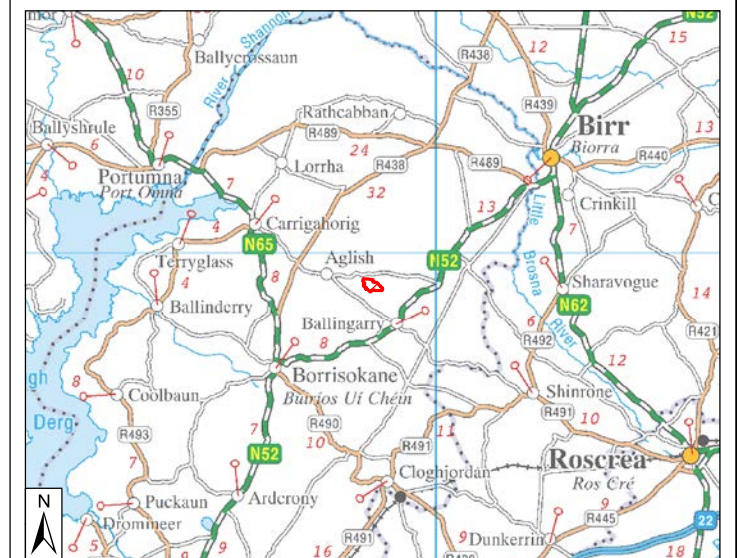 N52
15
R438
12
Shannon
Ballycrossaun
River
10
R439
R355
Rathcabban
Birr
Biorra
Ballyshrule
R489
13
6
24
R438
R489
R440
Portumna
Port Omna
Lorrha
7
32
4
Little
Crinkill
13
4
Carrigahorig
7
N65
Terryglass
N52
Aglish
Brosna
Sharavogue
4
8
14
Ballinderry
N62
River
Ballingarry
6
R421
8
R492
12
Borrisokane
Buirios Uí Chéin
Shinrone
8
Coolbaun
R490
R491
10
Derg
R493
7
10
R491
11
N52
Roscrea
Ros Cré
7
Cloghjordan
N
Puckaun
Ardcrony
R445
22
Dromineer
9
Dunkerrin
9
R491
5
9
9
16
18